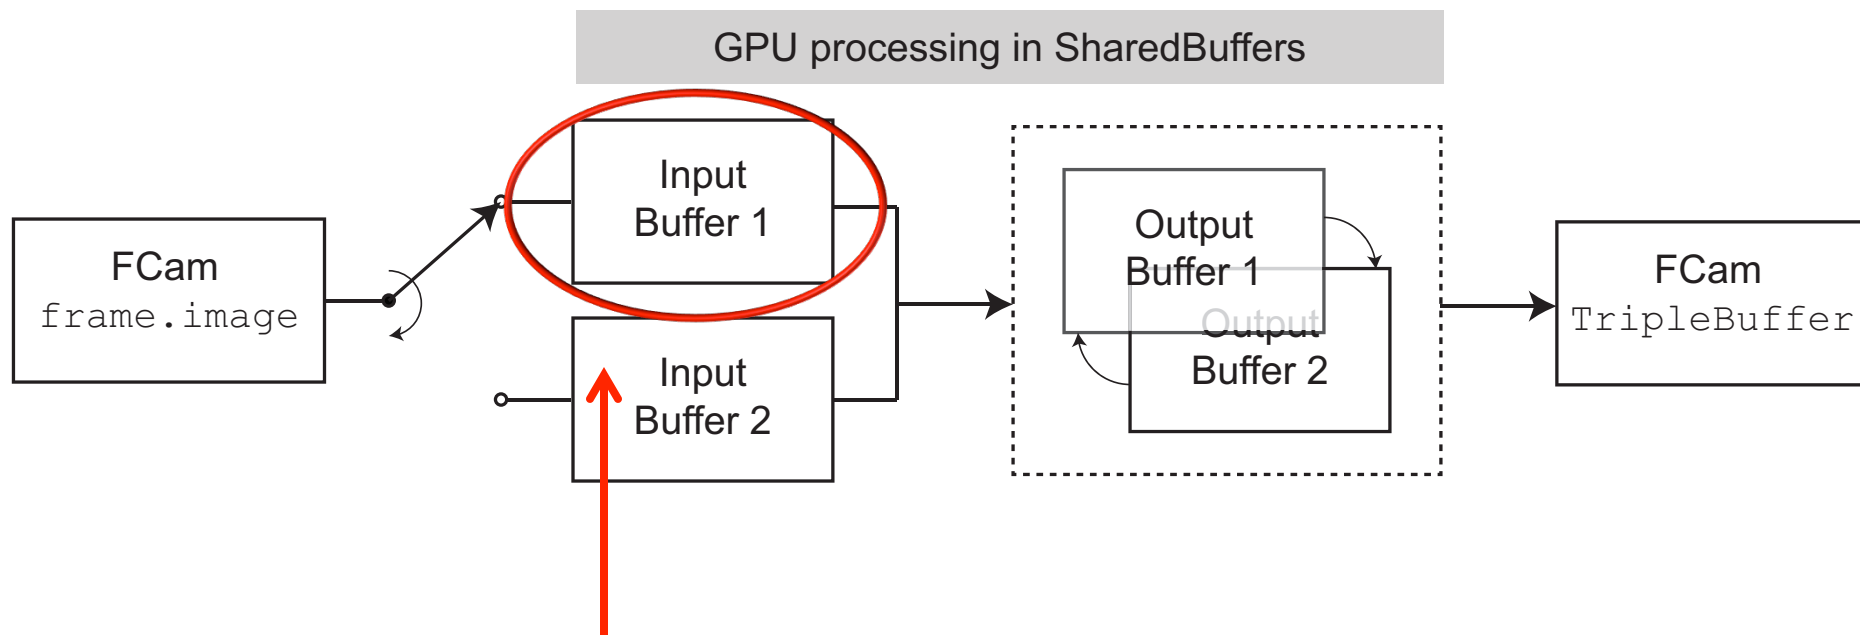 GPU processing in SharedBuffers
FCam
frame.image
Input
Buffer 1
Input
Buffer 2
Output
Buffer 1
Output
Buffer 2
FCam
TripleBuffer